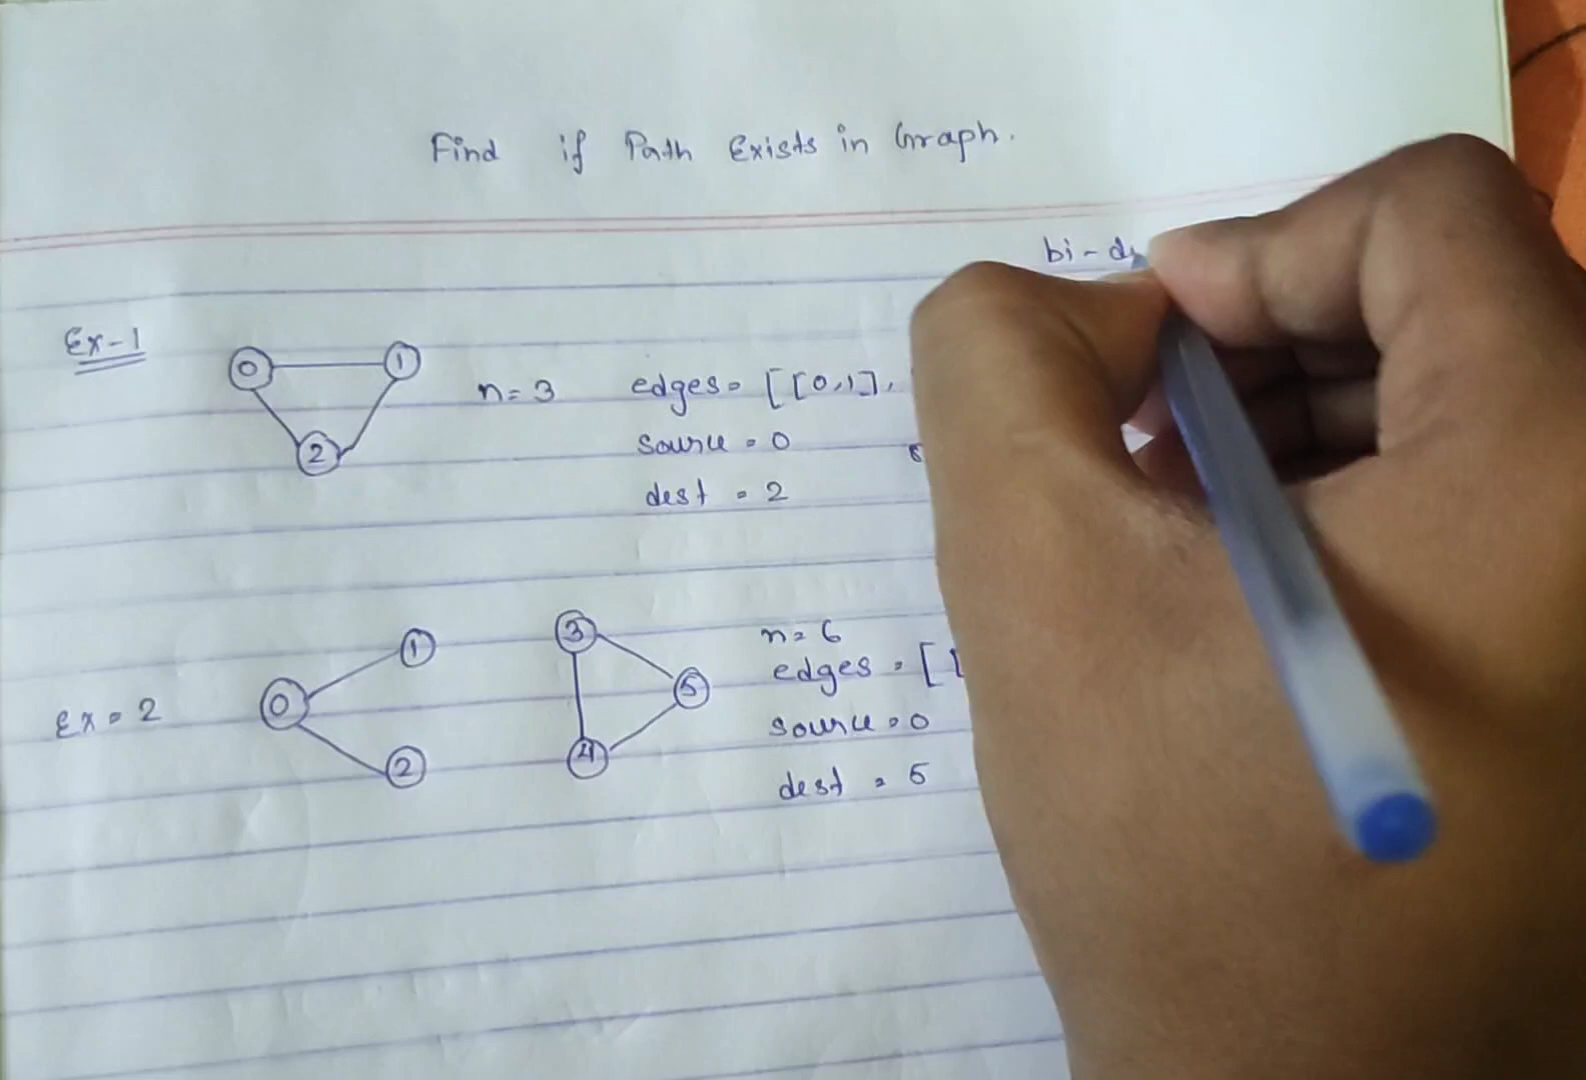 Find if Path Exists in Graph.
bi-di
Ex-1
0 1
2
n = 3 edges = [[0,1],
source = 0
dest = 2
Ex = 2
0 1
2
3
5
4
n = 6
edges = [[
source = 0
dest = 5